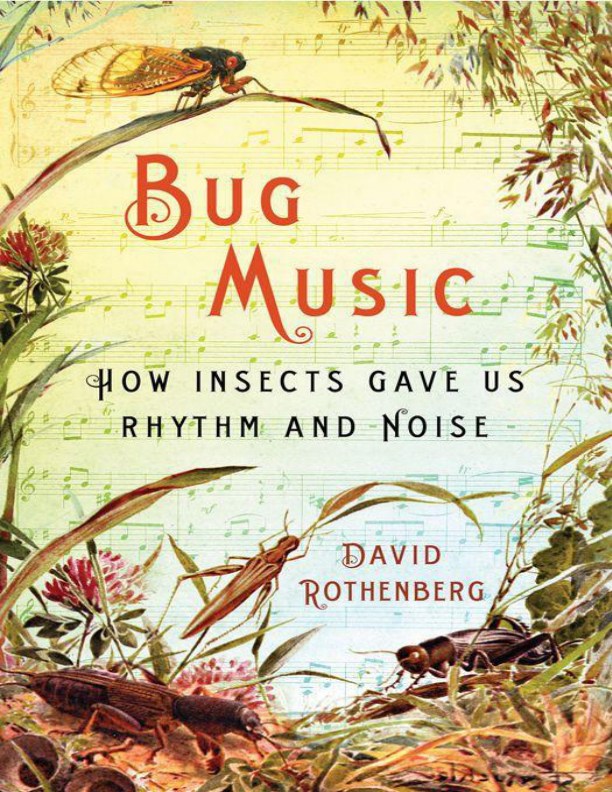 BUG
MUSIC
HOW INSECTS GAVE US
RHYTHM AND NOISE
DAVID
ROTHENBERG